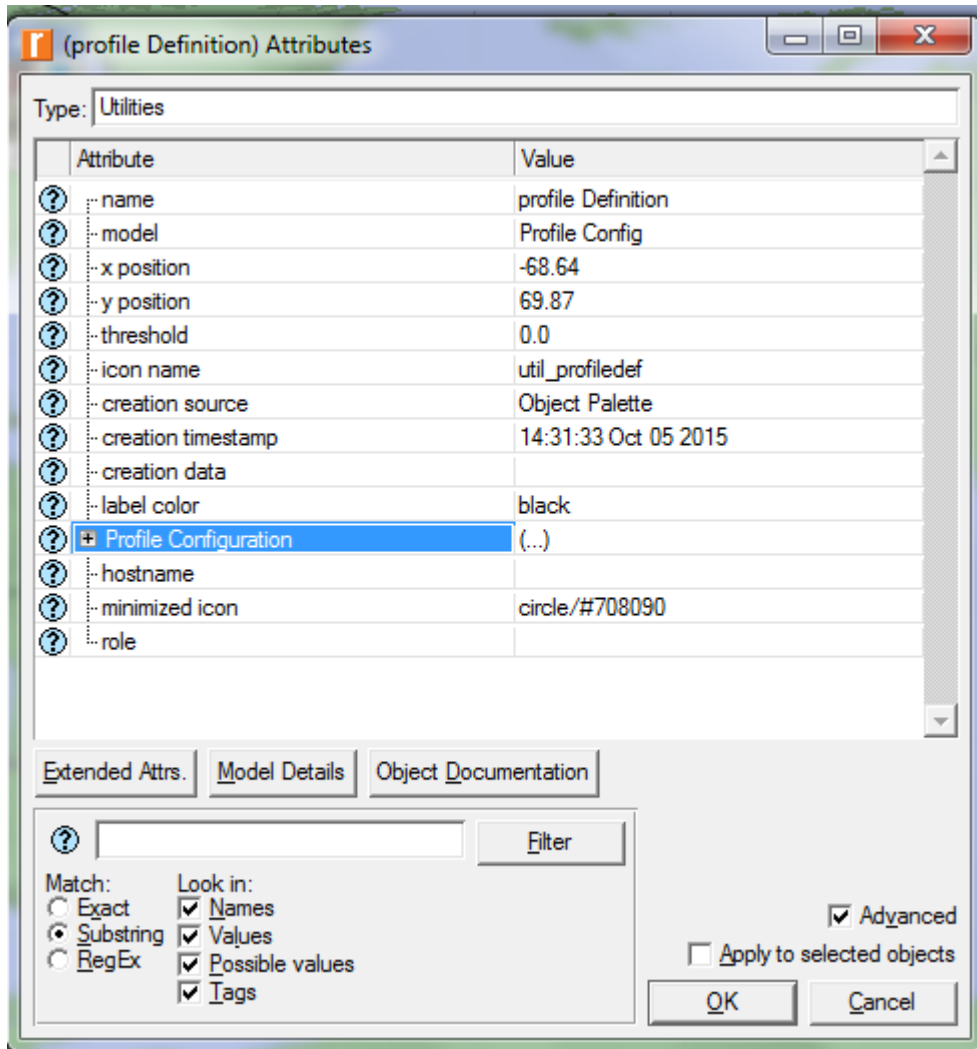 (profile Definition) Attributes
Type: Utilities
Attribute Value
name profile Definition
model Profile Config
x position -68.64
y position 69.87
threshold 0.0
icon name util_profiledef
creation source Object Palette
creation timestamp 14:31:33 Oct 05 2015
creation data
label color black
Profile Configuration (...)
hostname
minimized icon circle/#708090
role
Extended Attrs. Model Details Object Documentation
Filter
Match: Look in:
Exact Names
Substring Values
RegEx Possible values
Tags
Advanced
Apply to selected objects
OK Cancel